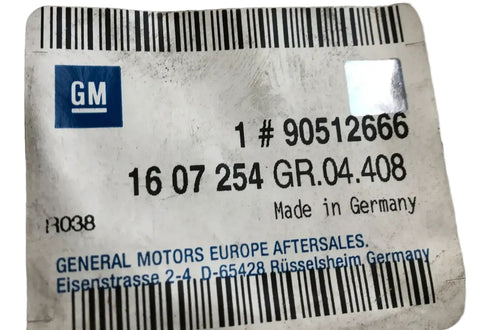 GM
1 # 90512666
16 07 254 GR.04.408
Made in Germany
R038
GENERAL MOTORS EUROPE AFTERSALES.
Eisenstrasse 2-4, D-65428 Rüsselsheim, Germany